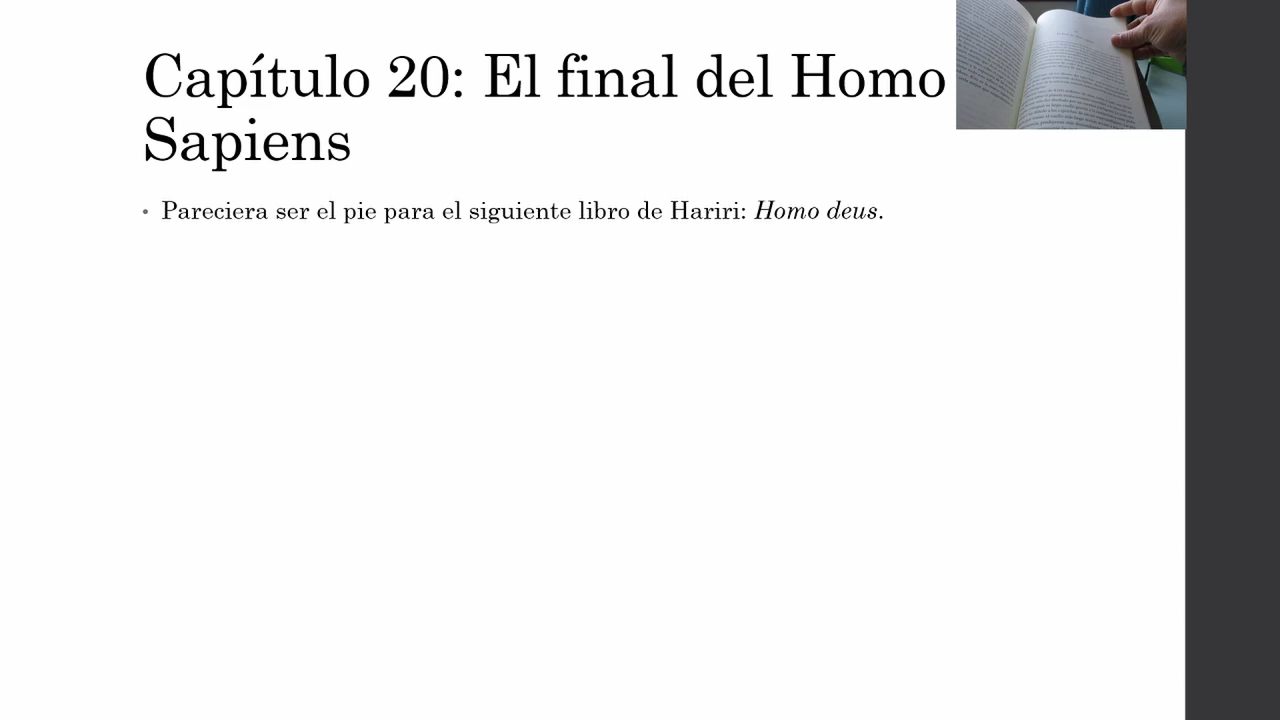 Capítulo 20: El final del Homo
Sapiens
• Pareciera ser el pie para el siguiente libro de Hariri: Homo deus.